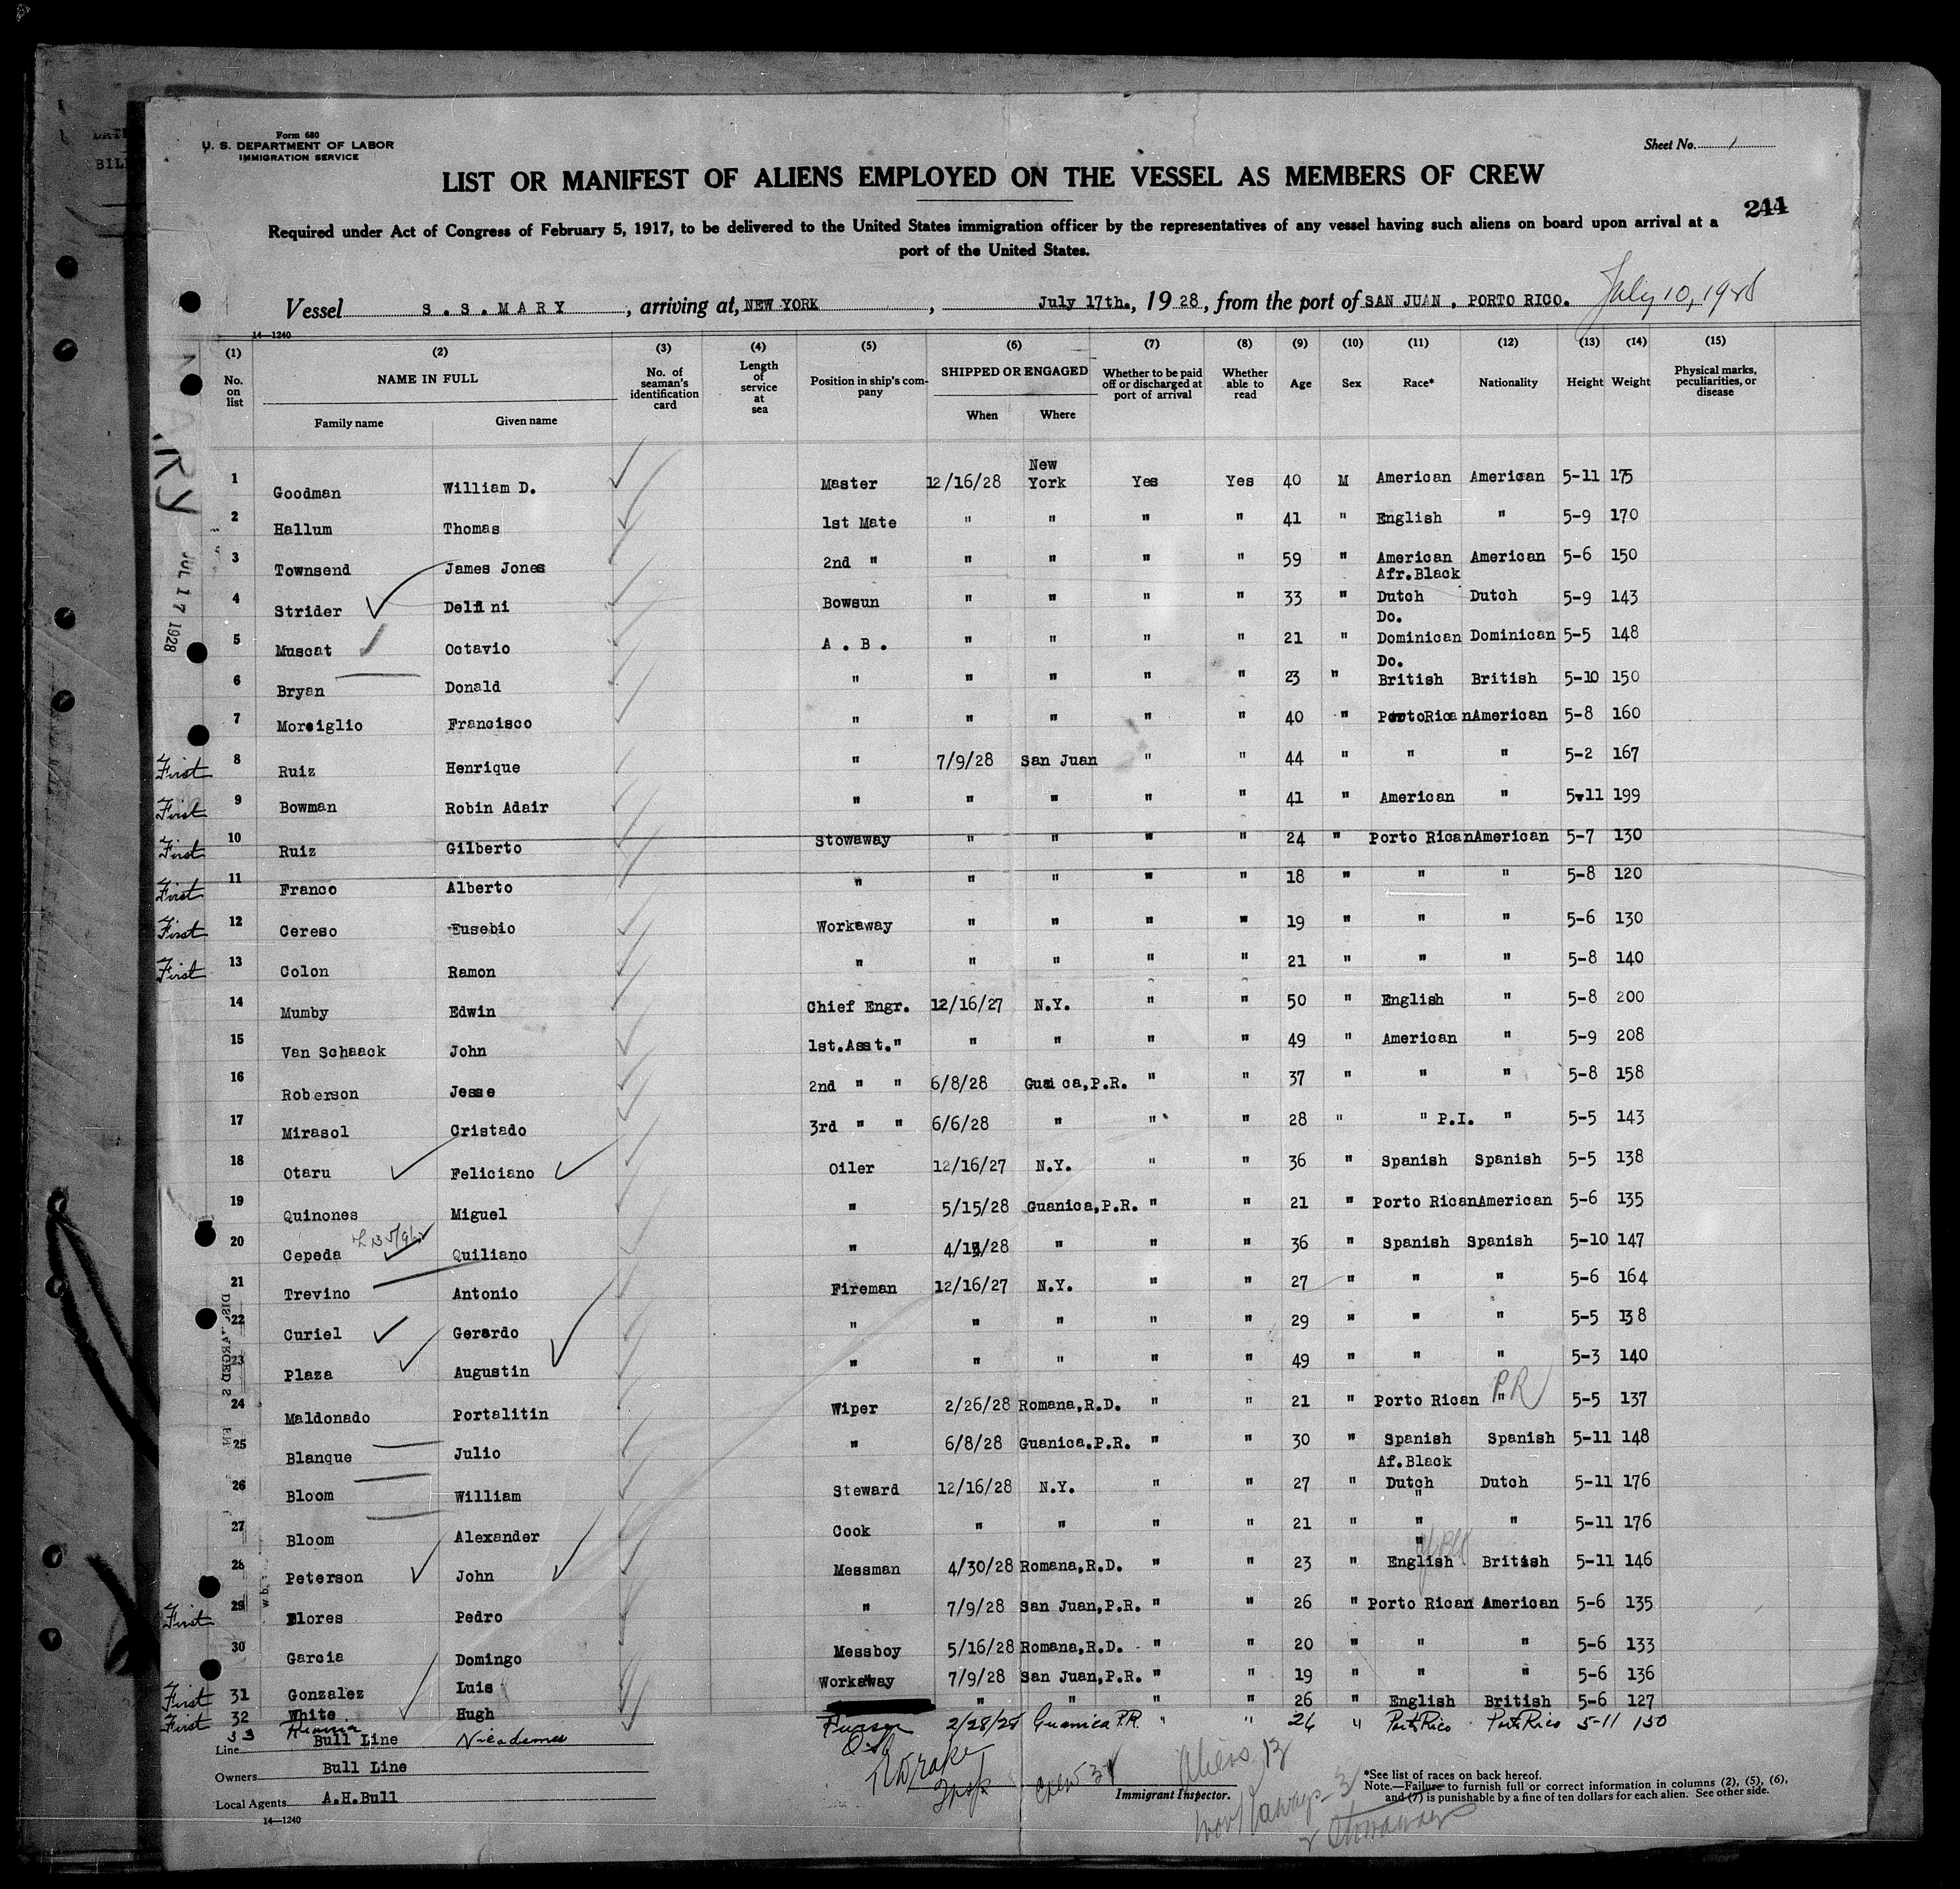 Form 680
U. S. DEPARTMENT OF LABOR
IMMIGRATION SERVICE
Sheet No. 1
LIST OR MANIFEST OF ALIENS EMPLOYED ON THE VESSEL AS MEMBERS OF CREW
244
Required under Act of Congress of February 5, 1917, to be delivered to the United States immigration officer by the representatives of any vessel having such aliens on board upon arrival at a
port of the United States.
Vessel S.S. MARY, arriving at, NEW YORK, July 17th., 1928, from the port of SAN JUAN, PORTO RICO. July 10, 1928
14—1240
(1) (2) (3) (4) (5) (6) (7) (8) (9) (10) (11) (12) (13) (14) (15)
No. on list NAME IN FULL Family name Given name No. of seaman's identification card Length of service at sea Position in ship's company SHIPPED OR ENGAGED When Where Whether to be paid off or discharged at port of arrival Whether able to read Age Sex Race* Nationality Height Weight Physical marks, peculiarities, or disease
1 Goodman William D. Master 12/16/28 New York Yes Yes 40 M American American 5-11 175
2 Hallum Thomas 1st Mate " " " " 41 " English " 5-9 170
3 Townsend James Jones 2nd " " " " " 59 " American American 5-6 150
4 Strider Delfini Bowsun " " " " 33 " Afr.Black Dutch Dutch 5-9 143
5 Muscat Octavio A.B. " " " " 21 " Do. Dominican Dominican 5-5 148
6 Bryan Donald " " " " " 23 " Do. British British 5-10 150
7 Morciglio Francisco " " " " " 40 " PortoRican American 5-8 160
First 8 Ruiz Henrique " 7/9/28 San Juan " " 44 " " " 5-2 167
First 9 Bowman Robin Adair " " " " " 41 " American " 5-11 199
First 10 Ruiz Gilberto Stowaway " " " " 24 " Porto Rican American 5-7 130
First 11 Franco Alberto " " " " " 18 " " " 5-8 120
First 12 Cereso Eusebio Workaway " " " " 19 " " " 5-6 130
First 13 Colon Ramon " " " " " 21 " " " 5-8 140
14 Mumby Edwin Chief Engr. 12/16/27 N.Y. " " 50 " English " 5-8 200
15 Van Schaack John 1st.Asst." " " " " 49 " American " 5-9 208
16 Roberson Jesse 2nd " " 6/8/28 Guaica,P.R. " " 37 " " " 5-8 158
17 Mirasol Cristado 3rd " " 6/6/28 " " " 28 " " P.I. " 5-5 143
18 Otaru Feliciano Oiler 12/16/27 N.Y. " " 36 " Spanish Spanish 5-5 138
19 Quinones Miguel " 5/15/28 Guanica,P.R. " " 21 " Porto Rican American 5-6 135
20 Cepeda Quiliano " " " " 36 " Spanish Spanish 5-10 147
21 Trevino Antonio Fireman 12/16/27 N.Y. " " 27 " " " 5-6 164
22 Curiel Gerardo " " " " " 29 " " " 5-5 138
23 Plaza Augustin " " " " " 49 " " " 5-3 140
24 Maldonado Portalitin Wiper 2/26/28 Romana,R.D. " " 21 " Porto Rican " PR 5-5 137
25 Blanque Julio " 6/8/28 Guanica.P.R. " " 30 " Spanish Spanish 5-11 148
26 Bloom William Steward 12/16/28 N.Y. " " 27 " Af.Black Dutch Dutch 5-11 176
27 Bloom Alexander Cook " " " " 21 " " " 5-11 176
28 Peterson John Messman 4/30/28 Romana,R.D. " " 23 " English British 5-11 146
First 29 Flores Pedro " 7/9/28 San Juan,P.R. " " 26 " Porto Rican American 5-6 135
30 Garcia Domingo Messboy 5/16/28 Romana,R.D. " " 20 " " " 5-6 133
First 31 Gonzalez Luis Workaway 7/9/28 San Juan,P.R. " " 19 " " " 5-6 136
First 32 White Hugh " " " " 26 " English British 5-6 127
33 Nicodemus 2/28/28 Guanica P.R. " " 26 " Porto Rico Porto Rico 5-11 150
Line Bull Line
Owners Bull Line
Local Agents A.H.Bull
14—1240
Immigrant Inspector.
Aliens 12
Workaways 3
2 Stowaways
*See list of races on back hereof.
Note.—Failure to furnish full or correct information in columns (2), (5), (6),
and (7) is punishable by a fine of ten dollars for each alien. See other side.
JUL 17 1928